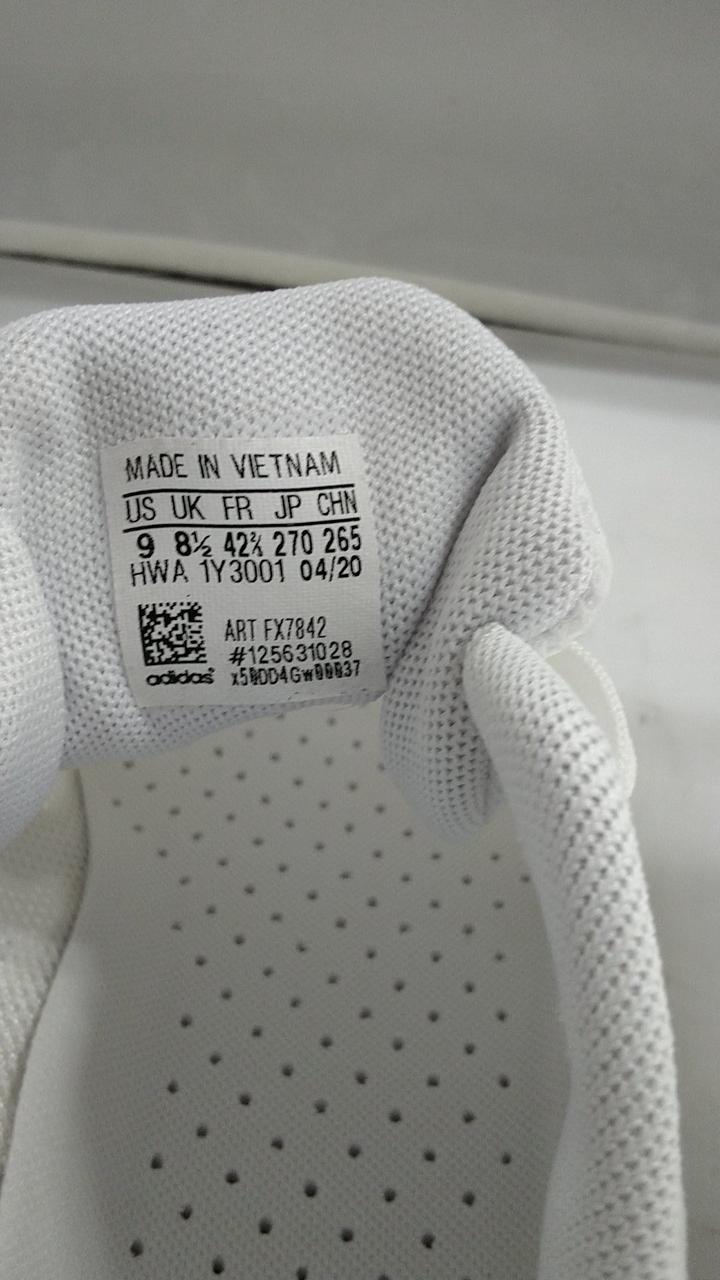 MADE IN VIETNAM
US UK FR JP CHN
9 8½ 42⅔ 270 265
HWA 1Y3001 04/20
ART FX7842
#125631028
adidas